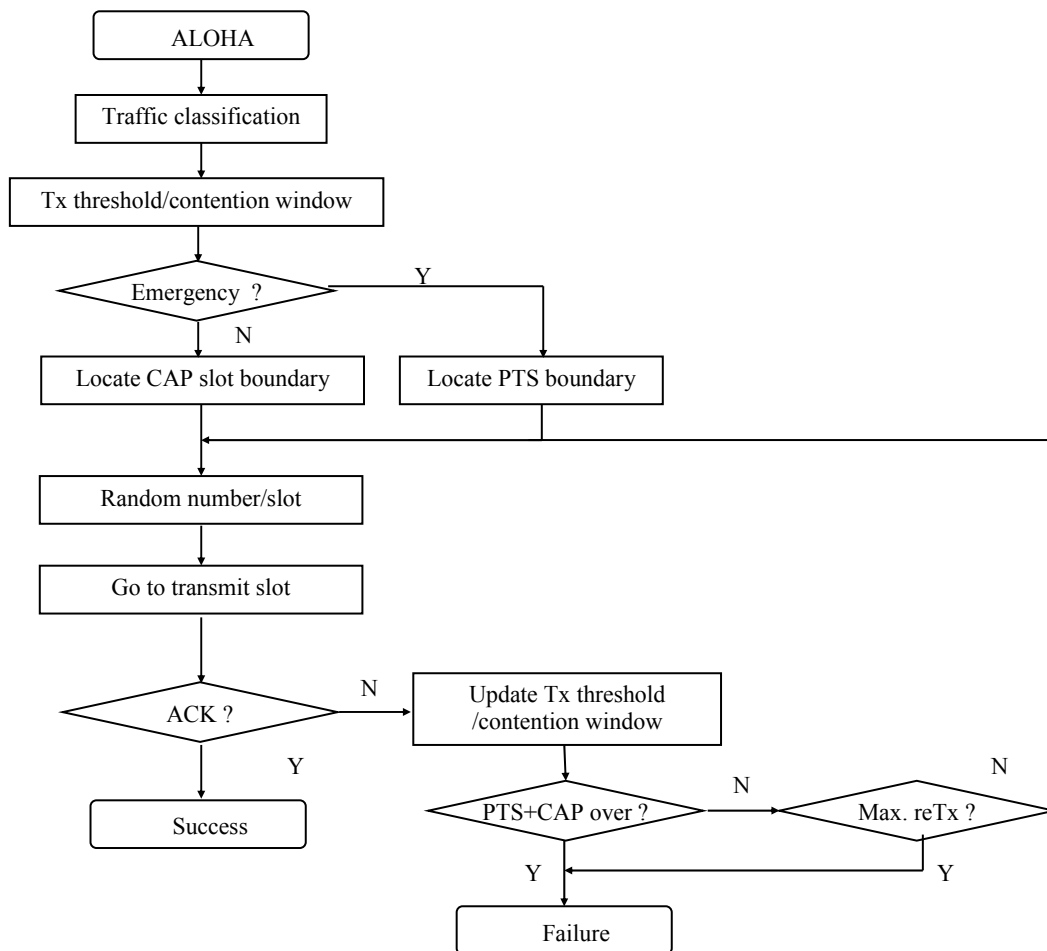 ALOHA
Traffic classification
Tx threshold/contention window
Emergency ?
Y
N
Locate CAP slot boundary
Locate PTS boundary
Random number/slot
Go to transmit slot
ACK ?
N
Update Tx threshold
/contention window
Y
PTS+CAP over ?
N
Max. reTx ?
N
Success
Y
Y
Failure